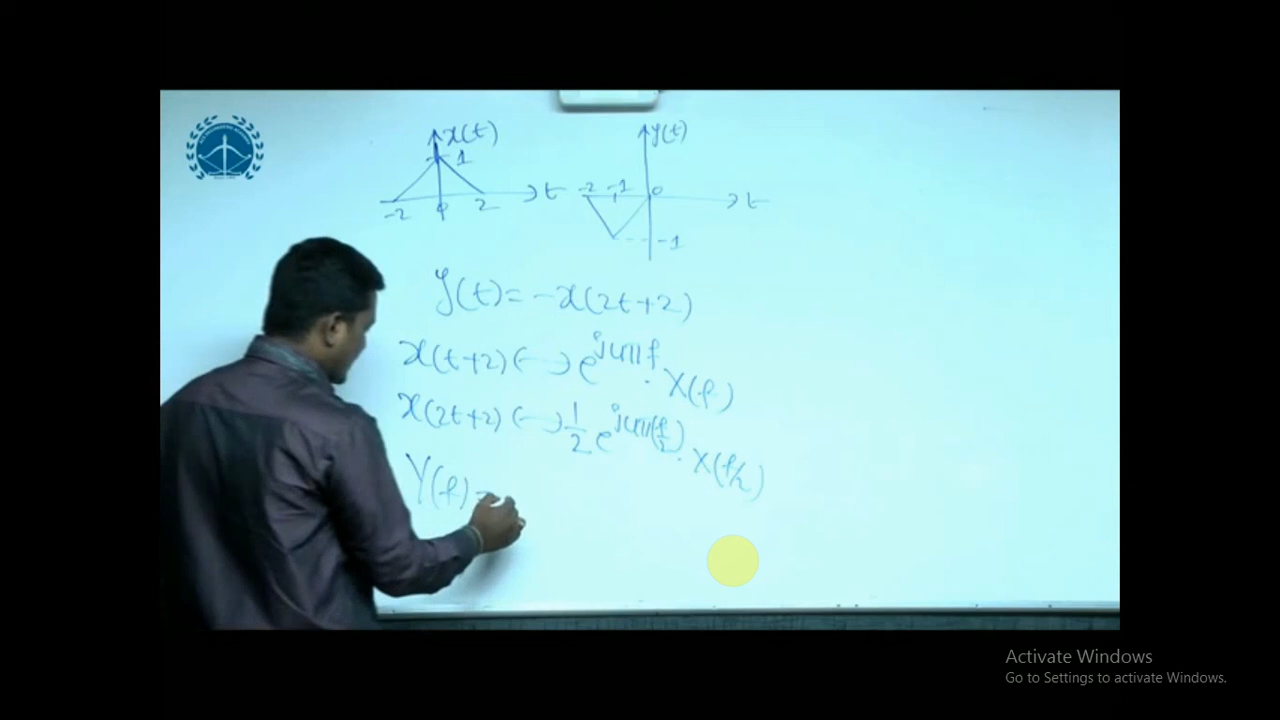 x(t)
1
-2 0 2 t
y(t)
-2 -1 0 t
-1
y(t) = -x(2t+2)
x(t+2) ⟷ e^{j4πf} · X(f)
x(2t+2) ⟷ 1/2 e^{j4π(f/2)} · X(f/2)
Y(f) =
Activate Windows
Go to Settings to activate Windows.